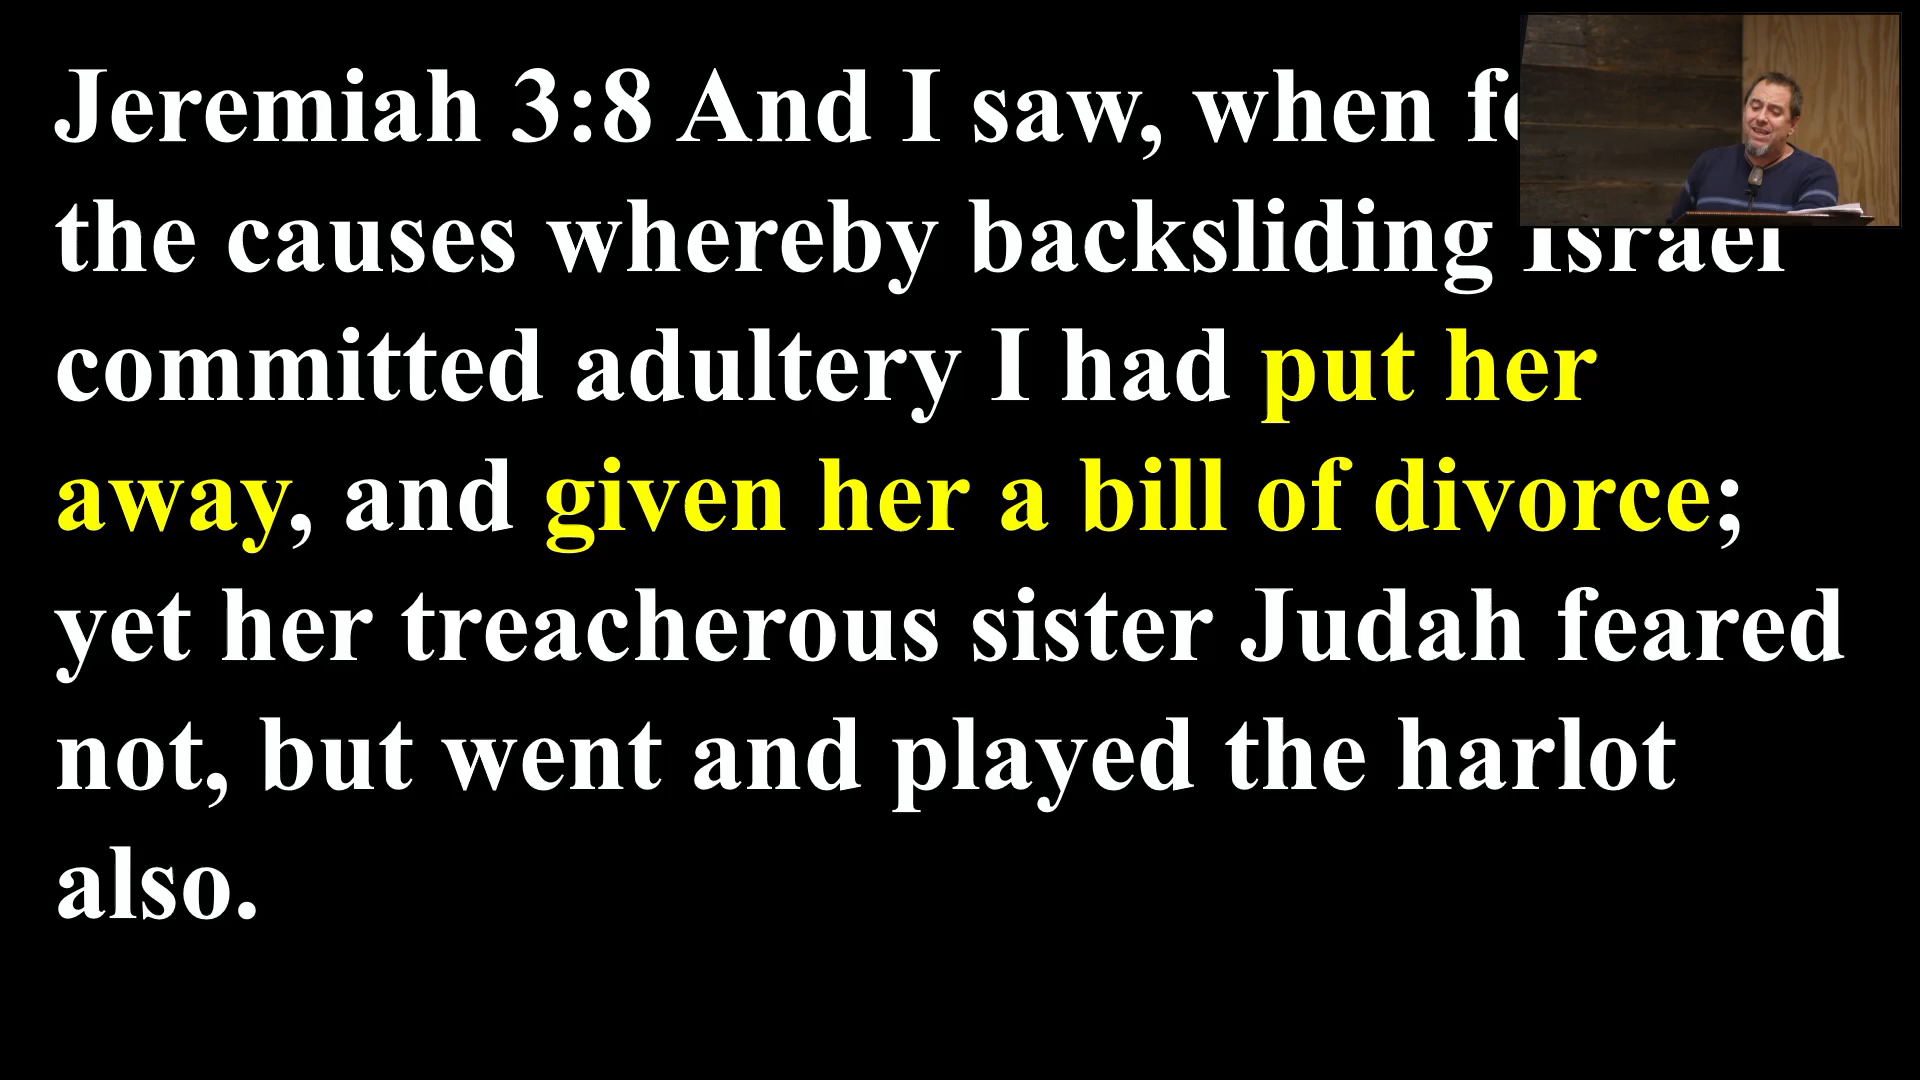 Jeremiah 3:8 And I saw, when
the causes whereby backsliding Israel
committed adultery I had put her
away, and given her a bill of divorce;
yet her treacherous sister Judah feared
not, but went and played the harlot
also.